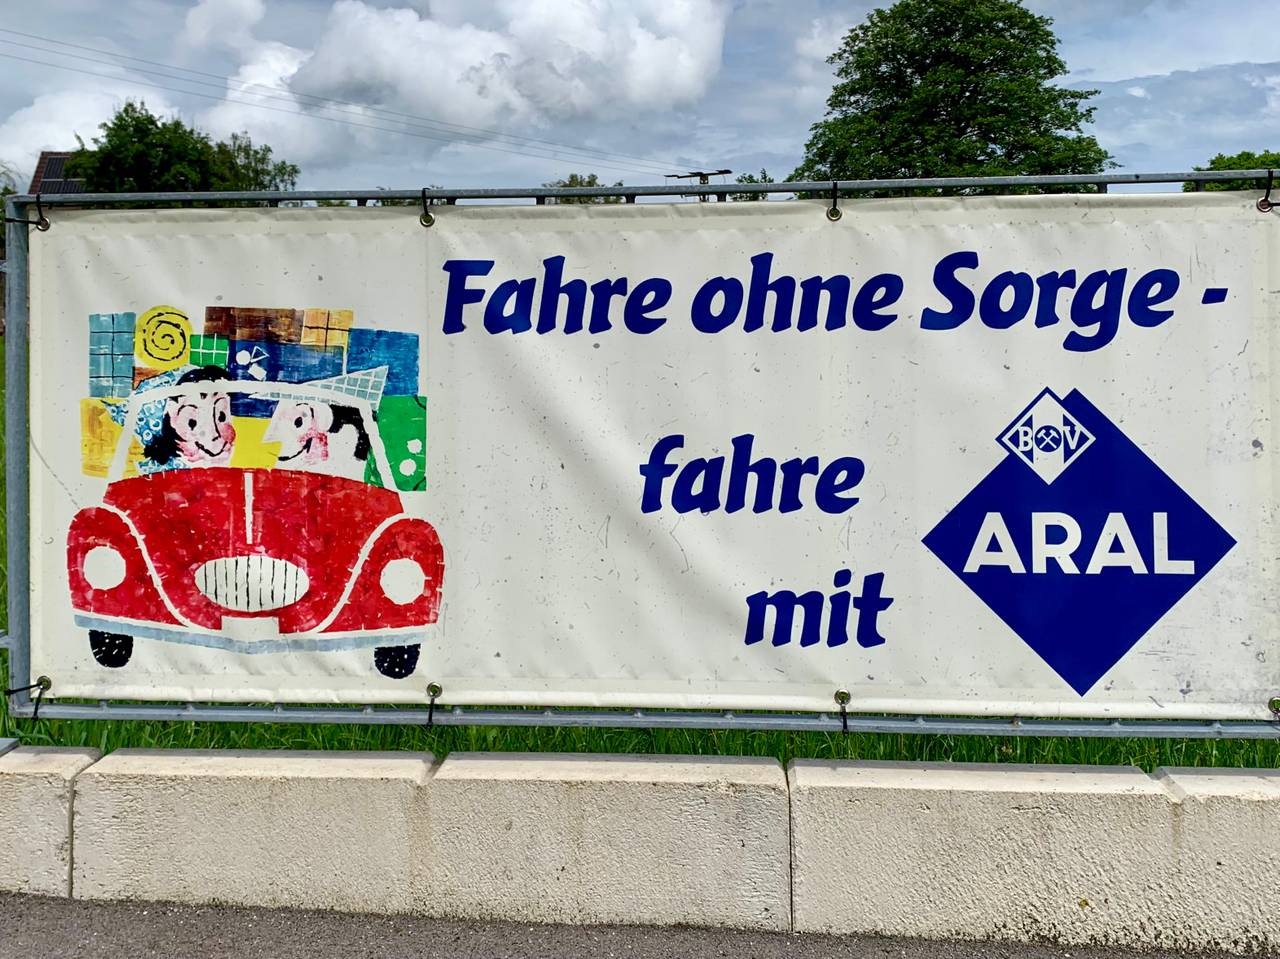 Fahre ohne Sorge -
fahre
mit
BV
ARAL